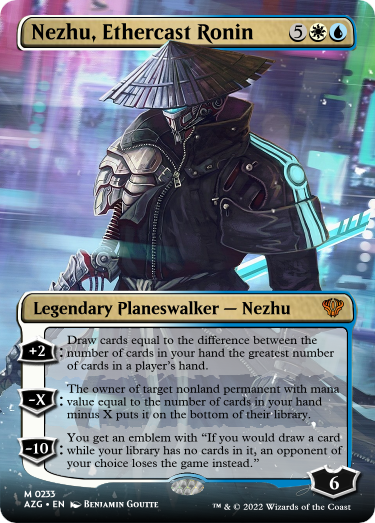 Nezhu, Ethercast Ronin 5
Legendary Planeswalker — Nezhu
+2 : Draw cards equal to the difference between the
number of cards in your hand the greatest number
of cards in a player's hand.
−X : The owner of target nonland permanent with mana
value equal to the number of cards in your hand
minus X puts it on the bottom of their library.
−10 : You get an emblem with “If you would draw a card
while your library has no cards in it, an opponent of
your choice loses the game instead.”
6
M 0233
AZG • EN Benjamin Goutte
™ & © 2022 Wizards of the Coast